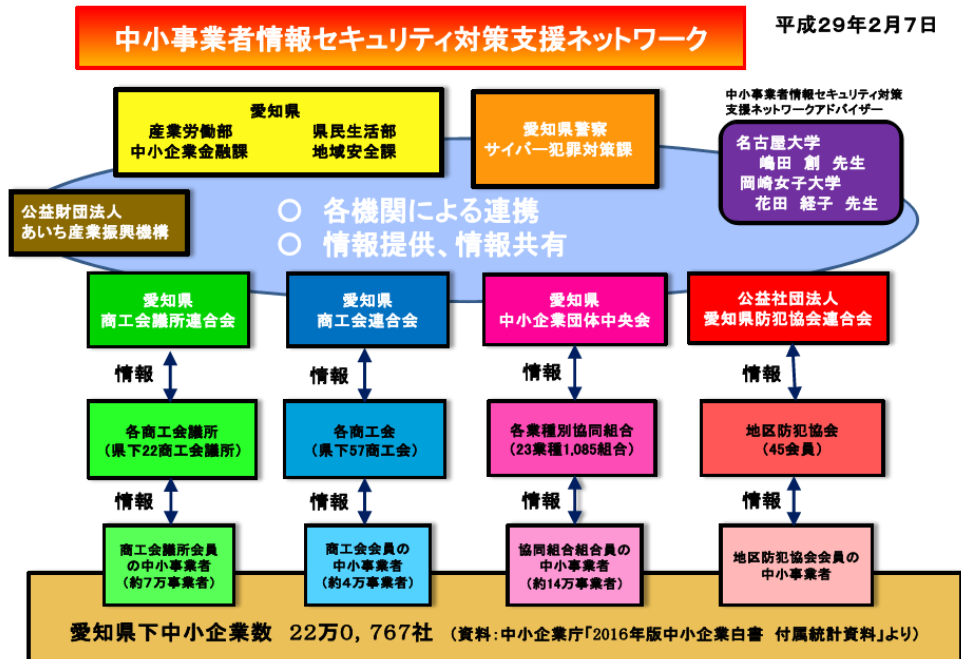 中小事業者情報セキュリティ対策支援ネットワーク
平成29年2月7日
愛知県
産業労働部 県民生活部
中小企業金融課 地域安全課
愛知県警察
サイバー犯罪対策課
中小事業者情報セキュリティ対策
支援ネットワークアドバイザー
名古屋大学
嶋田 創 先生
岡崎女子大学
花田 経子 先生
公益財団法人
あいち産業振興機構
○ 各機関による連携
○ 情報提供、情報共有
愛知県
商工会議所連合会
愛知県
商工会連合会
愛知県
中小企業団体中央会
公益社団法人
愛知県防犯協会連合会
情報
情報
情報
情報
各商工会議所
(県下22商工会議所)
各商工会
(県下57商工会)
各業種別協同組合
(23業種1,085組合)
地区防犯協会
(45会員)
情報
情報
情報
情報
商工会議所会員
の中小事業者
(約7万事業者)
商工会会員の
中小事業者
(約4万事業者)
協同組合組合員の
中小事業者
(約14万事業者)
地区防犯協会会員の
中小事業者
愛知県下中小企業数 22万0,767社 (資料:中小企業庁「2016年版中小企業白書 付属統計資料」より)